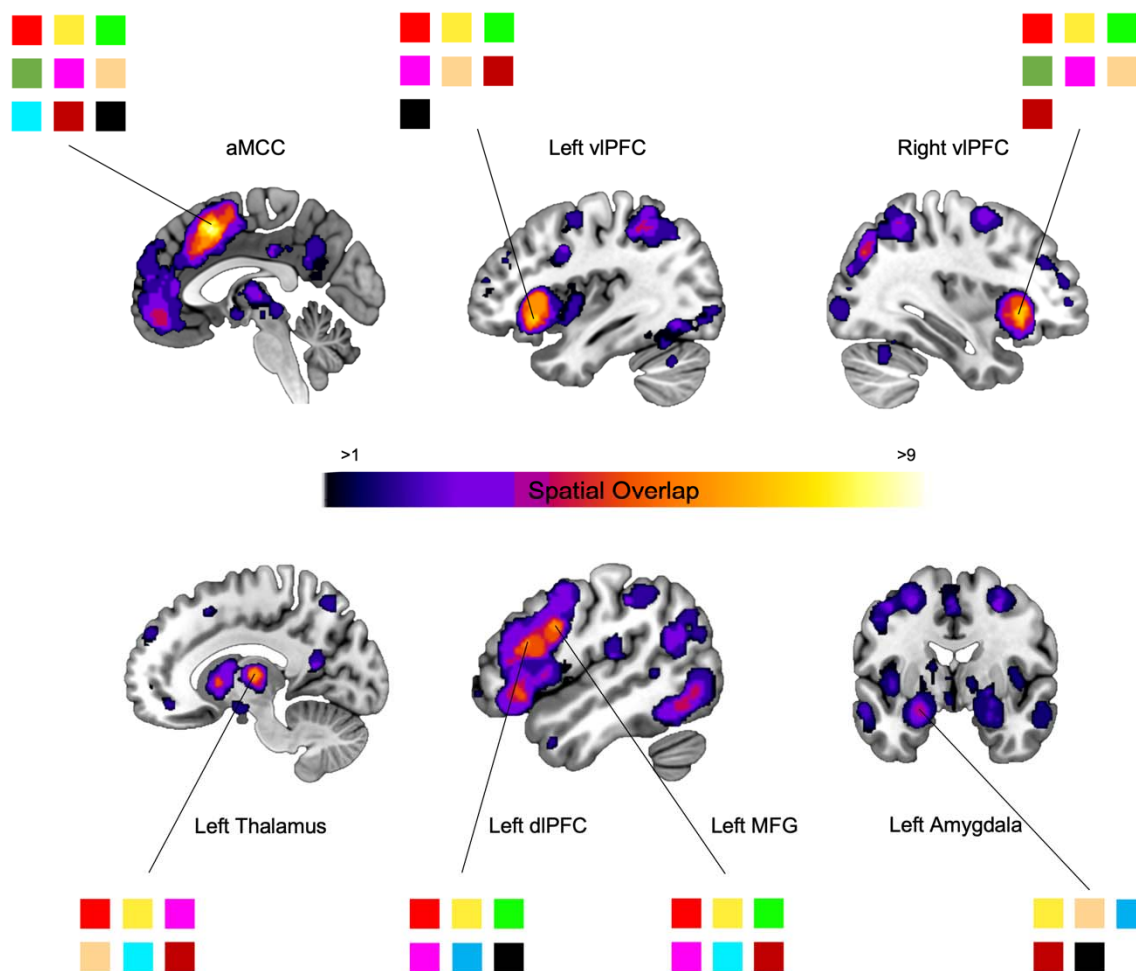 aMCC
Left vlPFC
Right vlPFC
>1
>9
Spatial Overlap
Left Thalamus
Left dlPFC
Left MFG
Left Amygdala